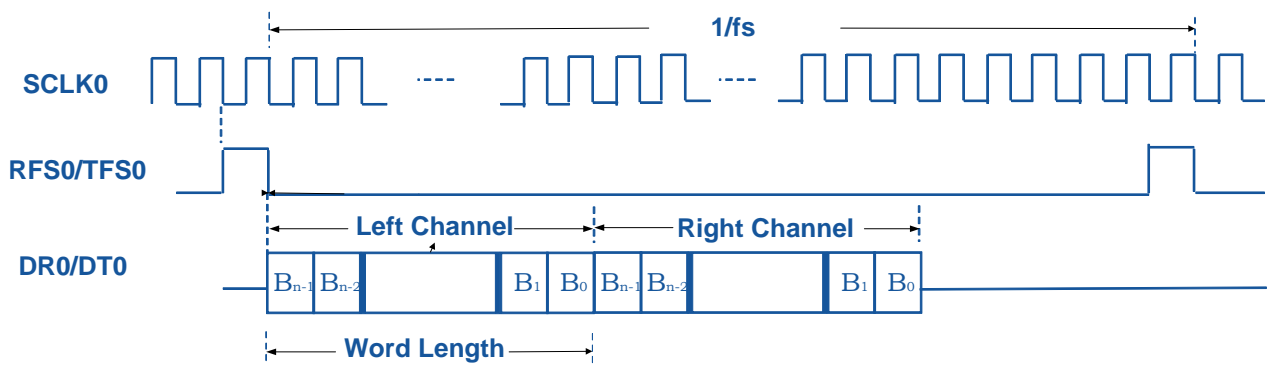 1/fs
SCLK0
RFS0/TFS0
Left Channel Right Channel
DR0/DT0
Bn-1 Bn-2 B1 B0 Bn-1 Bn-2 B1 B0
Word Length